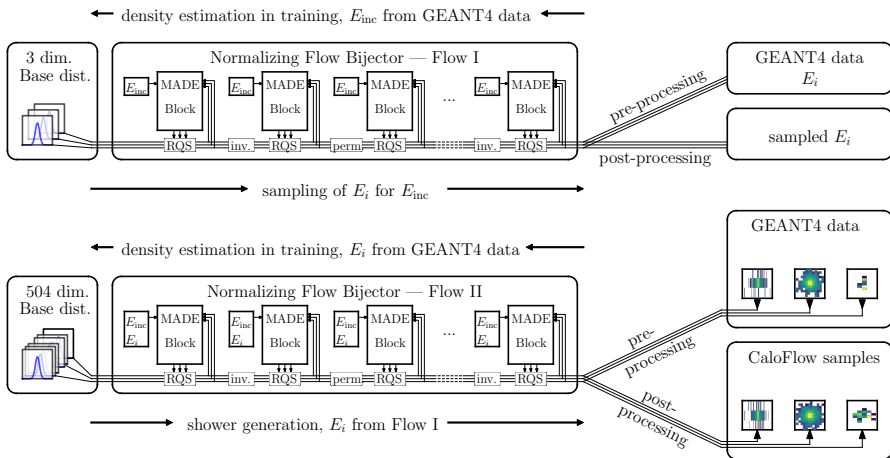 density estimation in training, E_inc from GEANT4 data
3 dim.
Base dist.
Normalizing Flow Bijector — Flow I
E_inc
MADE
Block
RQS
inv.
E_inc
MADE
Block
RQS
perm
E_inc
MADE
Block
RQS
...
inv.
E_inc
MADE
Block
RQS
pre-processing
post-processing
GEANT4 data
E_i
sampled E_i
sampling of E_i for E_inc
density estimation in training, E_i from GEANT4 data
504 dim.
Base dist.
Normalizing Flow Bijector — Flow II
E_inc
E_i
MADE
Block
RQS
inv.
E_inc
E_i
MADE
Block
RQS
perm
E_inc
E_i
MADE
Block
RQS
...
inv.
E_inc
E_i
MADE
Block
RQS
pre-
processing
post-
processing
GEANT4 data
CaloFlow samples
shower generation, E_i from Flow I